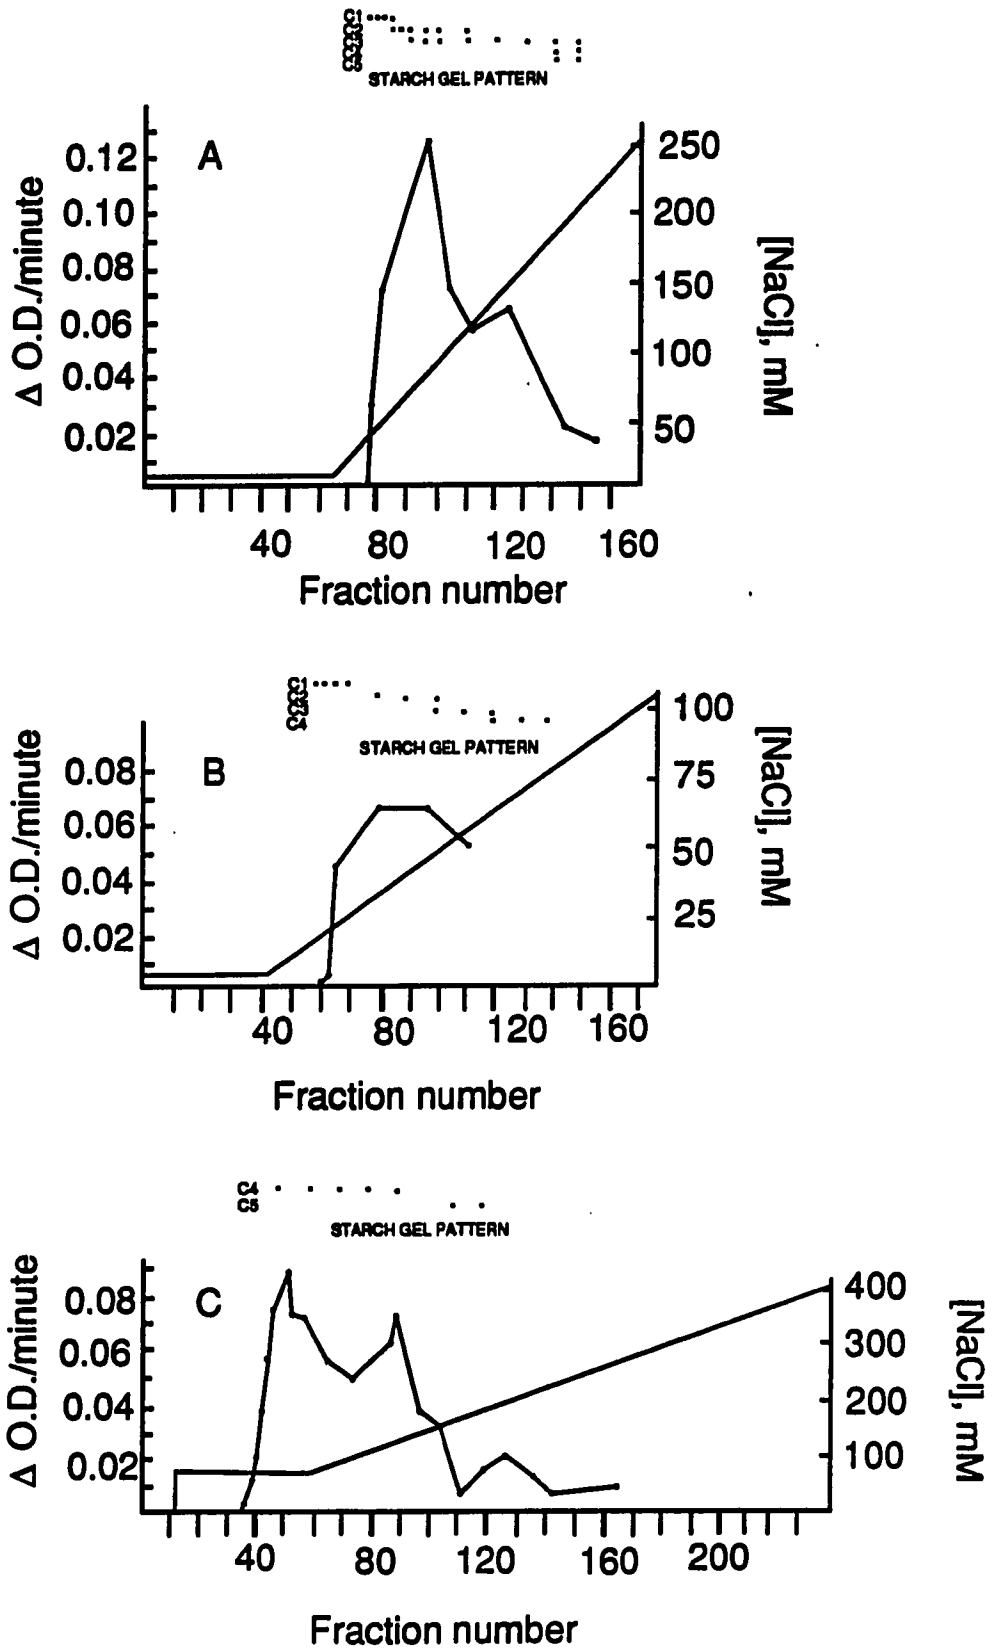 C1
STARCH GEL PATTERN
A
0.12
0.10
0.08
0.06
0.04
0.02
Δ O.D./minute
250
200
150
100
50
[NaCl], mM
40 80 120 160
Fraction number
C1
C4
STARCH GEL PATTERN
B
0.08
0.06
0.04
0.02
Δ O.D./minute
100
75
50
25
[NaCl], mM
40 80 120 160
Fraction number
C4
C5
STARCH GEL PATTERN
C
0.08
0.06
0.04
0.02
Δ O.D./minute
400
300
200
100
[NaCl], mM
40 80 120 160 200
Fraction number